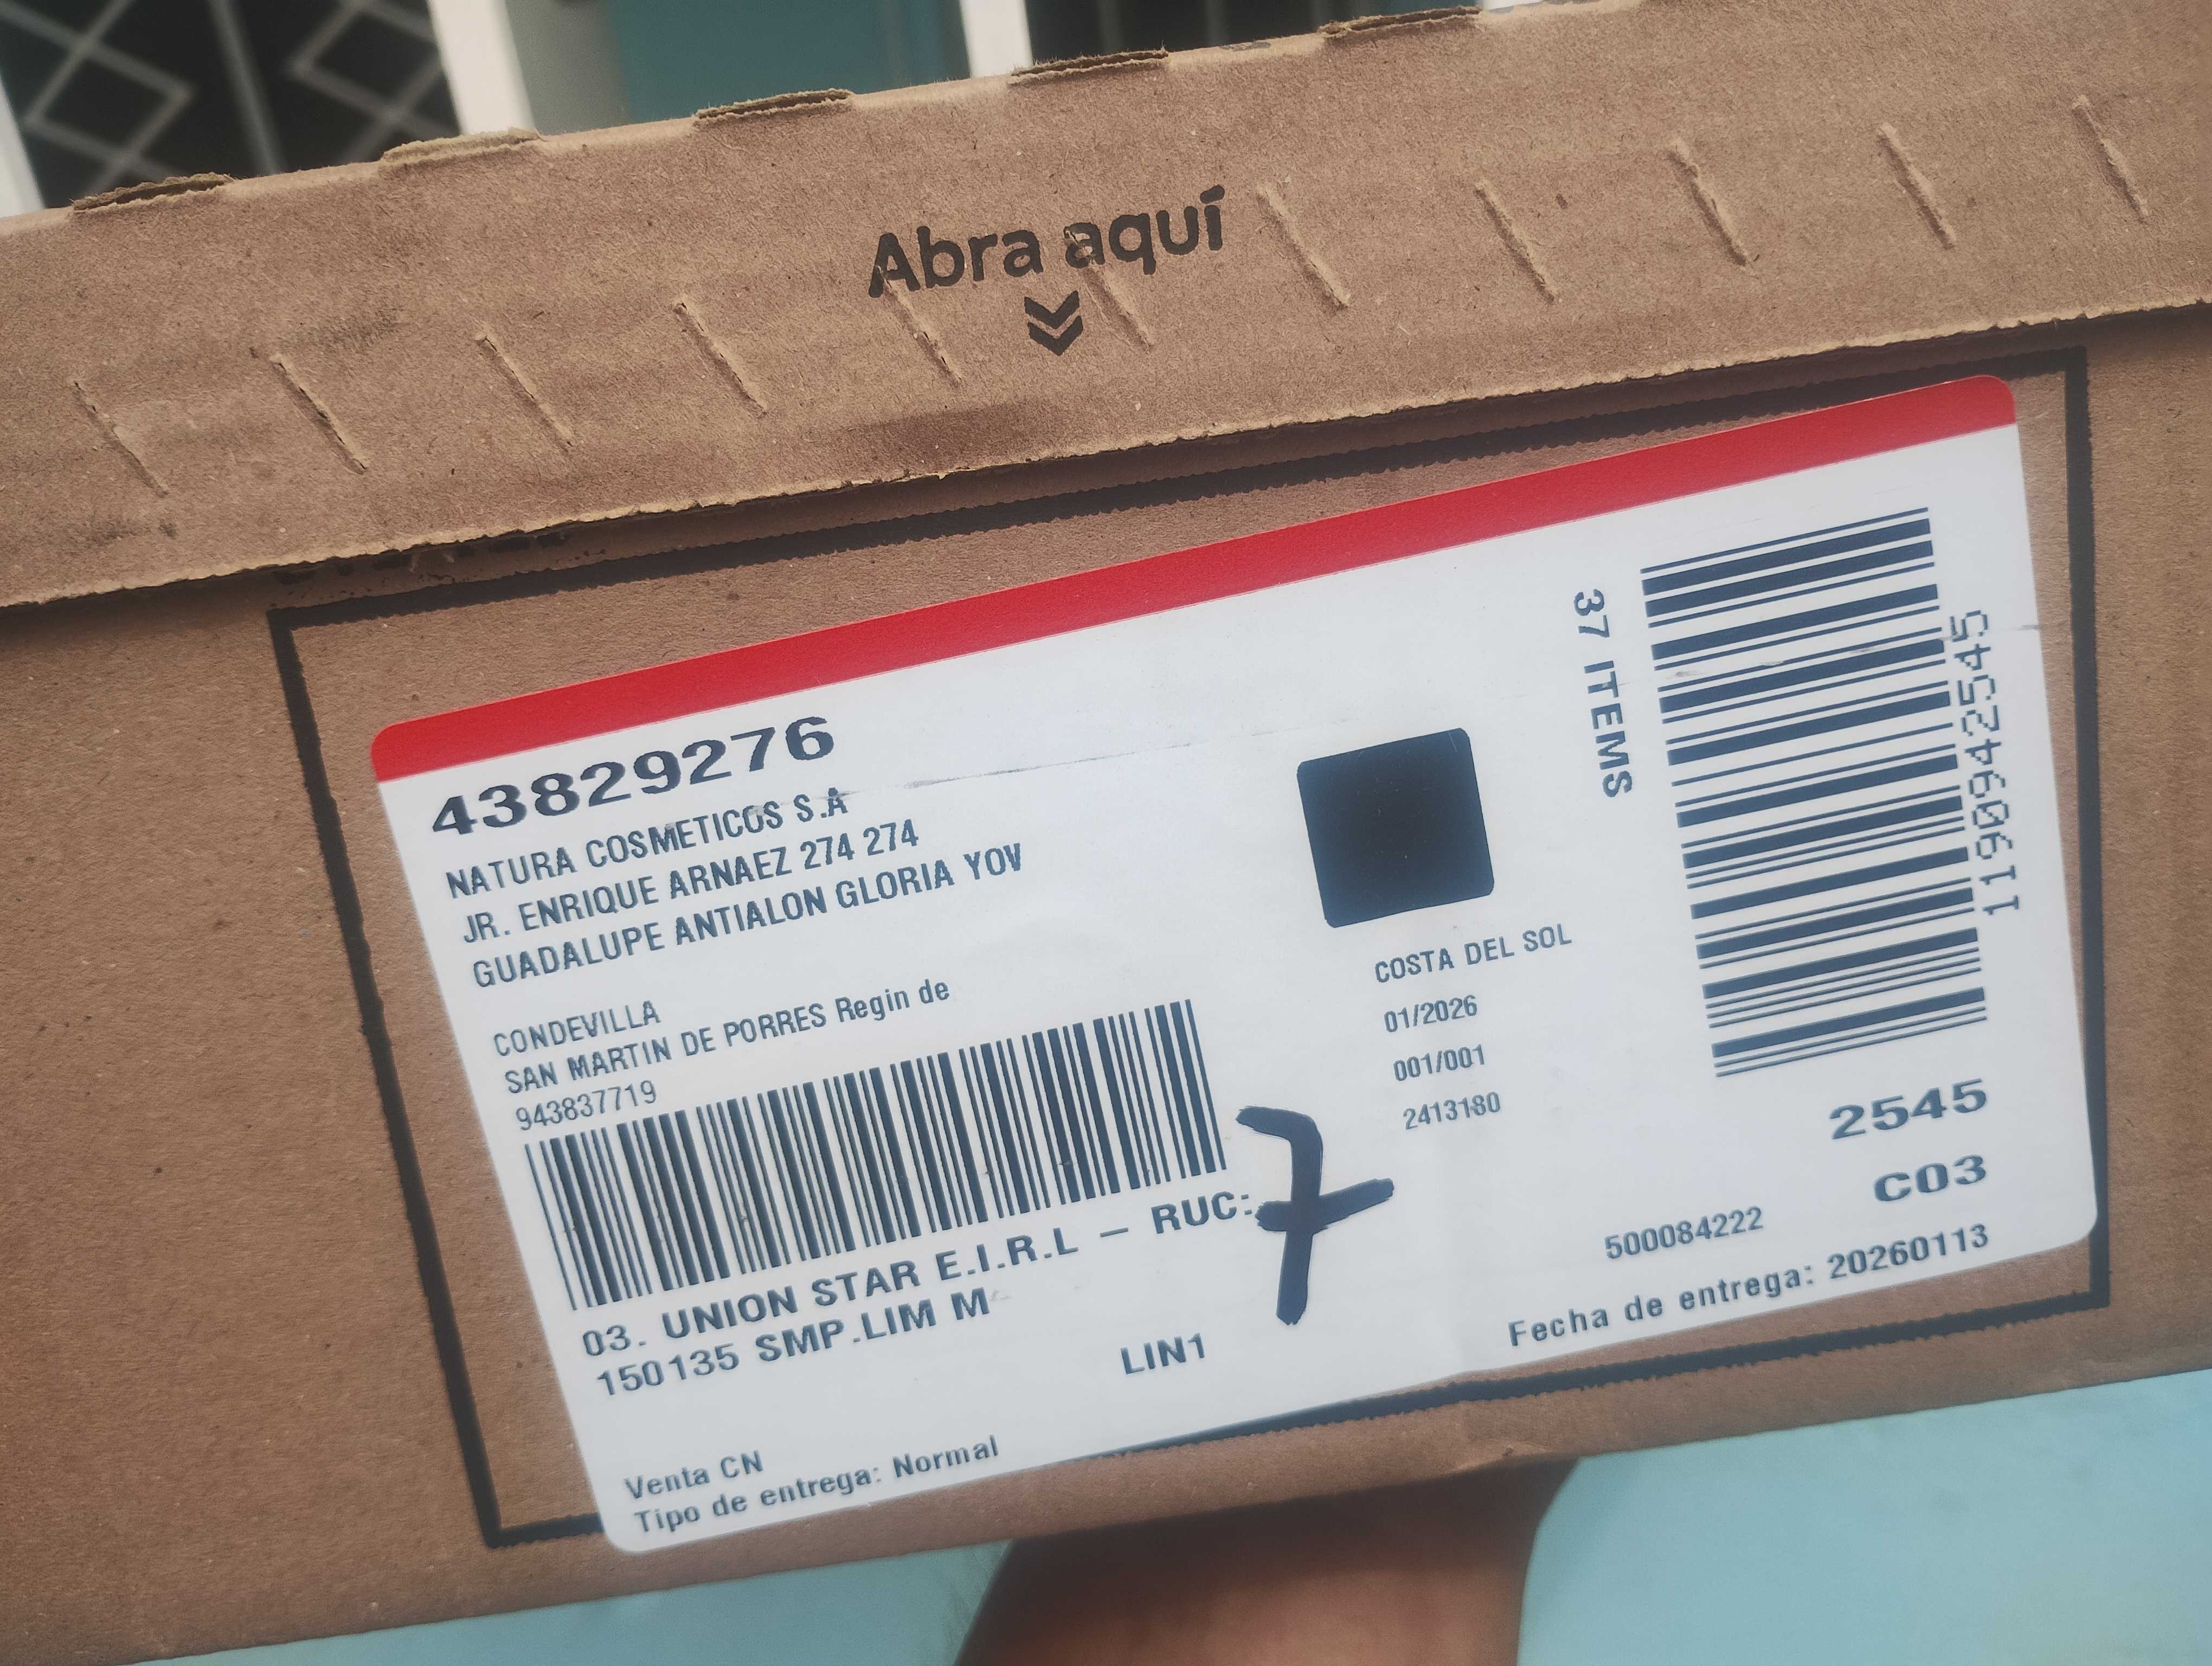 Abra aquí
43829276
NATURA COSMETICOS S.A
JR. ENRIQUE ARNAEZ 274 274
GUADALUPE ANTIALON GLORIA YOV
CONDEVILLA
SAN MARTIN DE PORRES Regin de
943837719
03. UNION STAR E.I.R.L – RUC:
150135 SMP.LIM M
7
LIN1
Venta CN
Tipo de entrega: Normal
COSTA DEL SOL
01/2026
001/001
2413180
37 ITEMS
1190942545
2545
C03
500084222
Fecha de entrega: 20260113